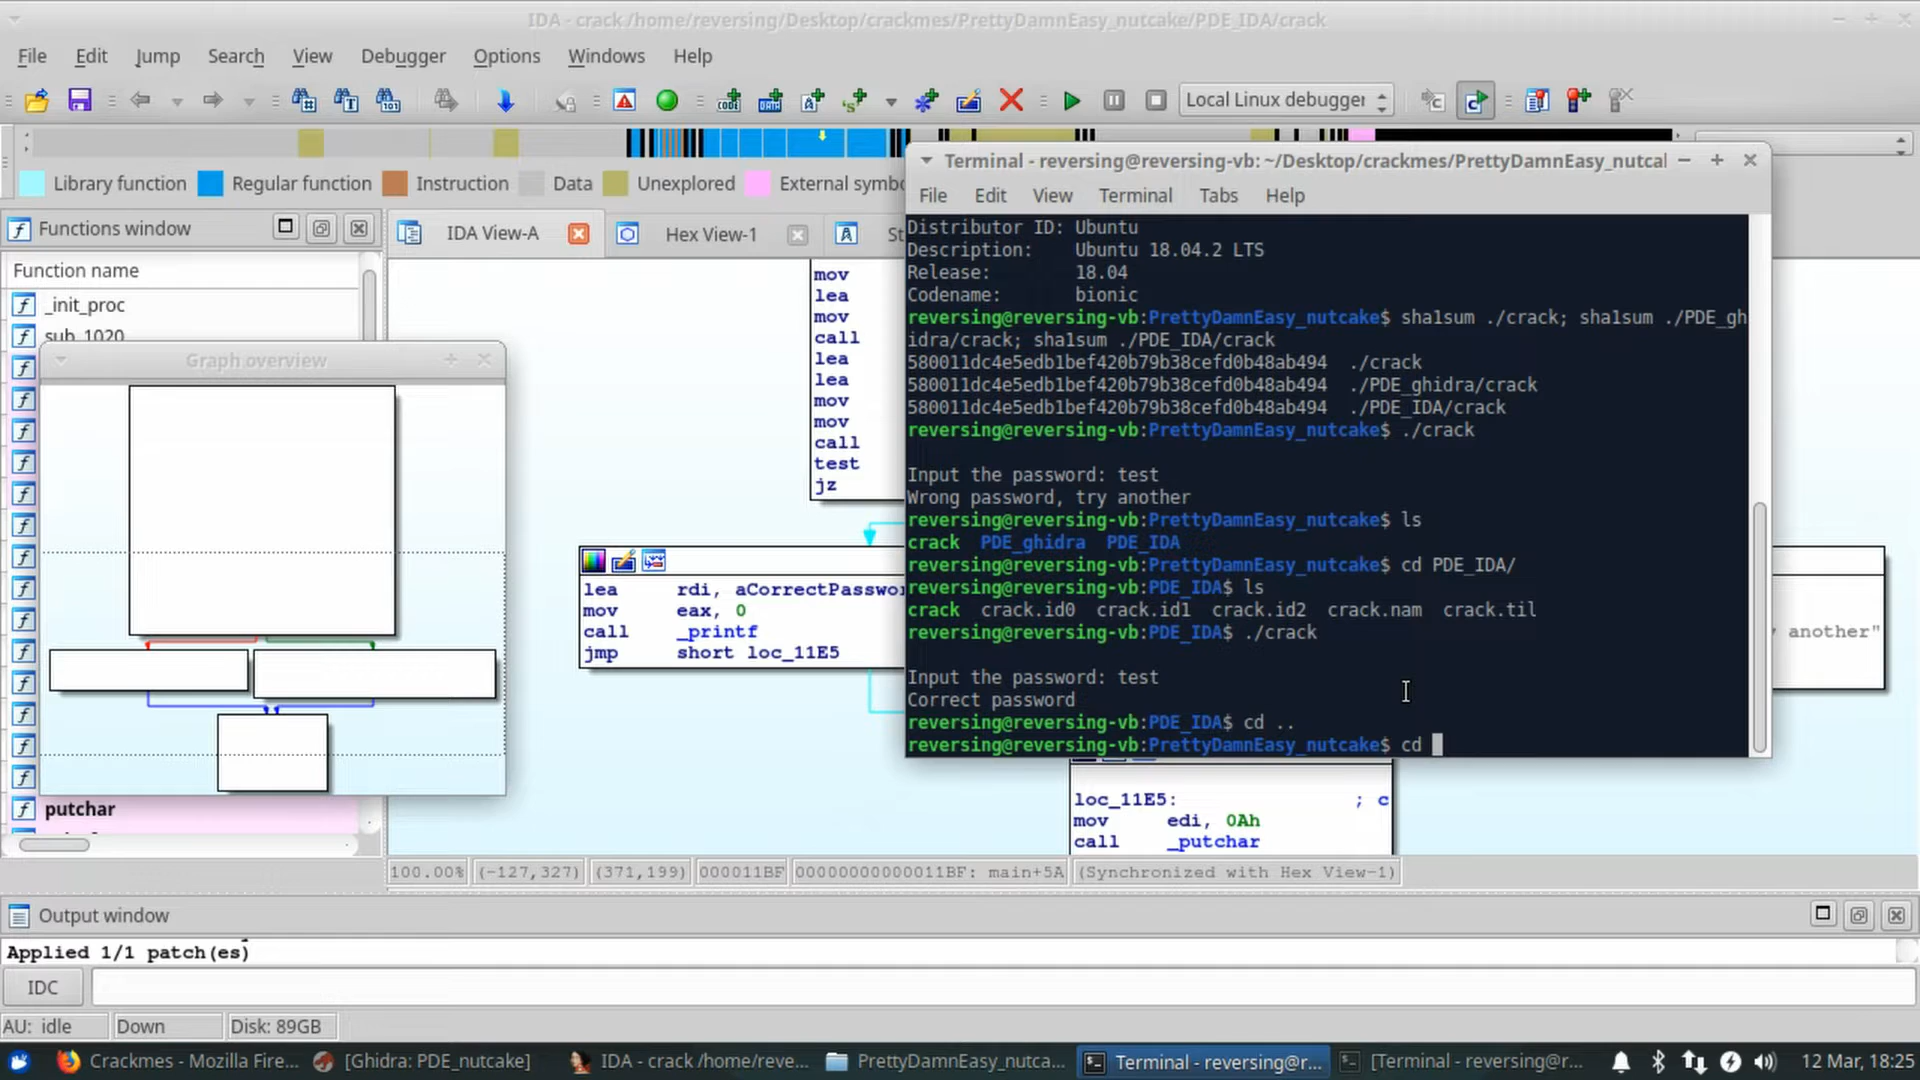 IDA - crack /home/reversing/Desktop/crackmes/PrettyDamnEasy_nutcake/PDE_IDA/crack
File Edit Jump Search View Debugger Options Windows Help
Local Linux debugger
Library function Regular function Instruction Data Unexplored External symbo
Functions window
IDA View-A
Hex View-1
St
Function name
_init_proc
sub_1020
Graph overview
putchar
mov
lea
mov
call
lea
lea
mov
mov
call
test
jz
lea rdi, aCorrectPasswor
mov eax, 0
call _printf
jmp short loc_11E5
another"
loc_11E5: ; c
mov edi, 0Ah
call _putchar
Terminal - reversing@reversing-vb: ~/Desktop/crackmes/PrettyDamnEasy_nutcal
File Edit View Terminal Tabs Help
Distributor ID: Ubuntu
Description: Ubuntu 18.04.2 LTS
Release: 18.04
Codename: bionic
reversing@reversing-vb:PrettyDamnEasy_nutcake$ sha1sum ./crack; sha1sum ./PDE_gh
idra/crack; sha1sum ./PDE_IDA/crack
580011dc4e5edb1bef420b79b38cefd0b48ab494 ./crack
580011dc4e5edb1bef420b79b38cefd0b48ab494 ./PDE_ghidra/crack
580011dc4e5edb1bef420b79b38cefd0b48ab494 ./PDE_IDA/crack
reversing@reversing-vb:PrettyDamnEasy_nutcake$ ./crack
Input the password: test
Wrong password, try another
reversing@reversing-vb:PrettyDamnEasy_nutcake$ ls
crack PDE_ghidra PDE_IDA
reversing@reversing-vb:PrettyDamnEasy_nutcake$ cd PDE_IDA/
reversing@reversing-vb:PDE_IDA$ ls
crack crack.id0 crack.id1 crack.id2 crack.nam crack.til
reversing@reversing-vb:PDE_IDA$ ./crack
Input the password: test
Correct password
reversing@reversing-vb:PDE_IDA$ cd ..
reversing@reversing-vb:PrettyDamnEasy_nutcake$ cd
100.00% (-127,327) (371,199) 000011BF 00000000000011BF: main+5A (Synchronized with Hex View-1)
Output window
Applied 1/1 patch(es)
IDC
AU: idle Down Disk: 89GB
Crackmes - Mozilla Fire... [Ghidra: PDE_nutcake] IDA - crack /home/reve... PrettyDamnEasy_nutca... Terminal - reversing@r... [Terminal - reversing@r... 12 Mar, 18:25